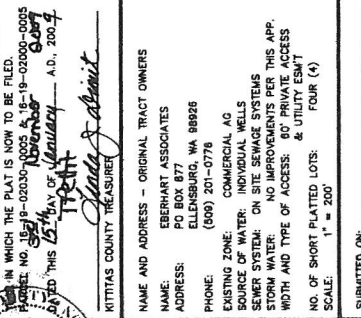 IN WHICH THE PLAT IS NOW TO BE FILED.
PARCEL NO. 16-19-02030-0005 & 16-19-02000-0005
3rd November 2009
DATED THIS 15th DAY OF January A.D., 2009
KITTITAS COUNTY TREASURER
NAME AND ADDRESS - ORIGINAL TRACT OWNERS
NAME: EBERHART ASSOCIATES
ADDRESS: PO BOX 877
ELLENSBURG, WA 98926
PHONE: (509) 201-0776
EXISTING ZONE: COMMERCIAL AG
SOURCE OF WATER: INDIVIDUAL WELLS
SEWER SYSTEM: ON SITE SEWAGE SYSTEMS
STORM WATER: NO IMPROVEMENTS PER THIS APP.
WIDTH AND TYPE OF ACCESS: 60' PRIVATE ACCESS
& UTILITY ESM'T
NO. OF SHORT PLATTED LOTS: FOUR (4)
SCALE: 1" = 200'
SUBMITTED ON: